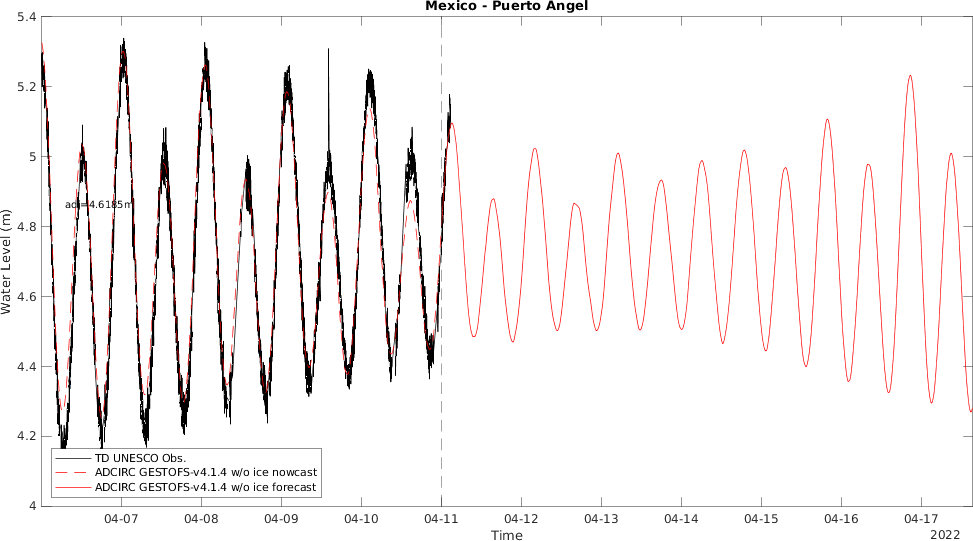 Mexico - Puerto Angel
5.4
5.2
5
4.8
4.6
4.4
4.2
4
Water Level (m)
adj=4.6185m
TD UNESCO Obs.
ADCIRC GESTOFS-v4.1.4 w/o ice nowcast
ADCIRC GESTOFS-v4.1.4 w/o ice forecast
04-07 04-08 04-09 04-10 04-11 04-12 04-13 04-14 04-15 04-16 04-17
Time
2022